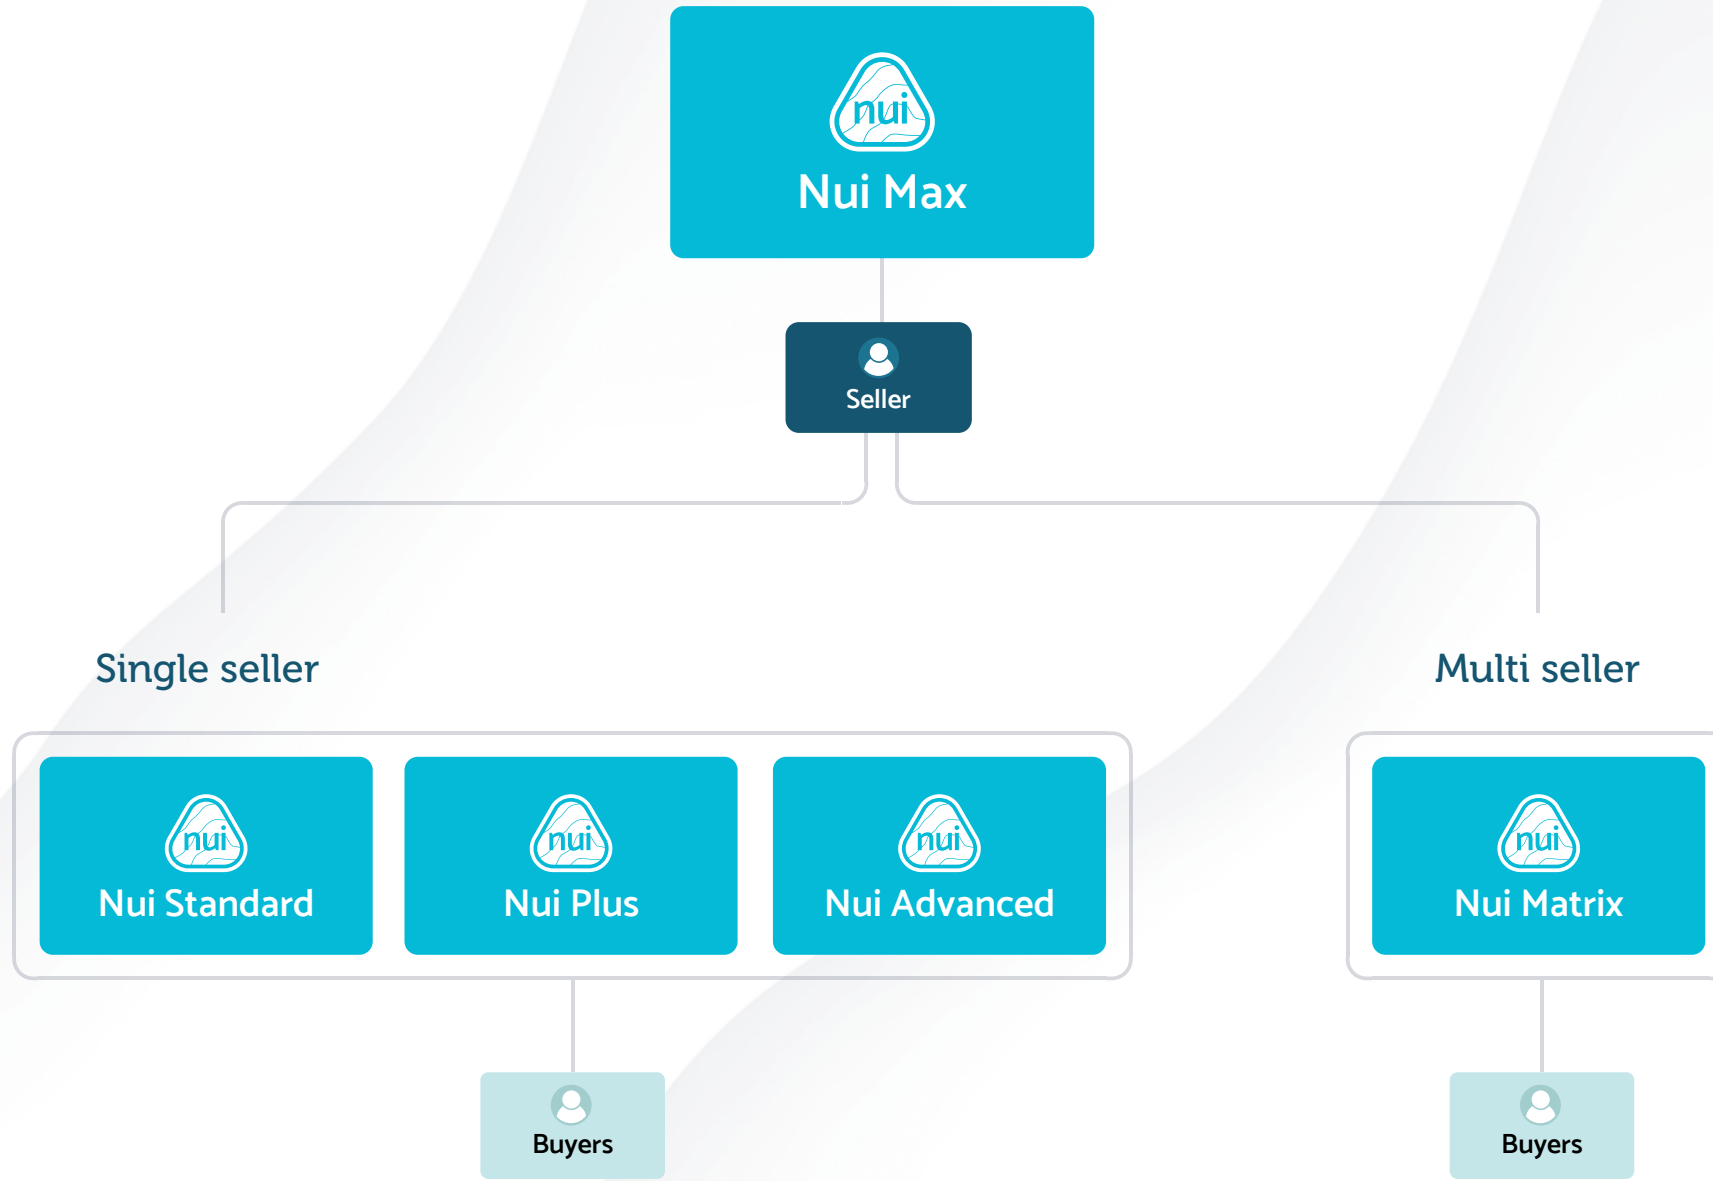 nui
Nui Max
Seller
Single seller
Multi seller
nui
Nui Standard
nui
Nui Plus
nui
Nui Advanced
nui
Nui Matrix
Buyers
Buyers